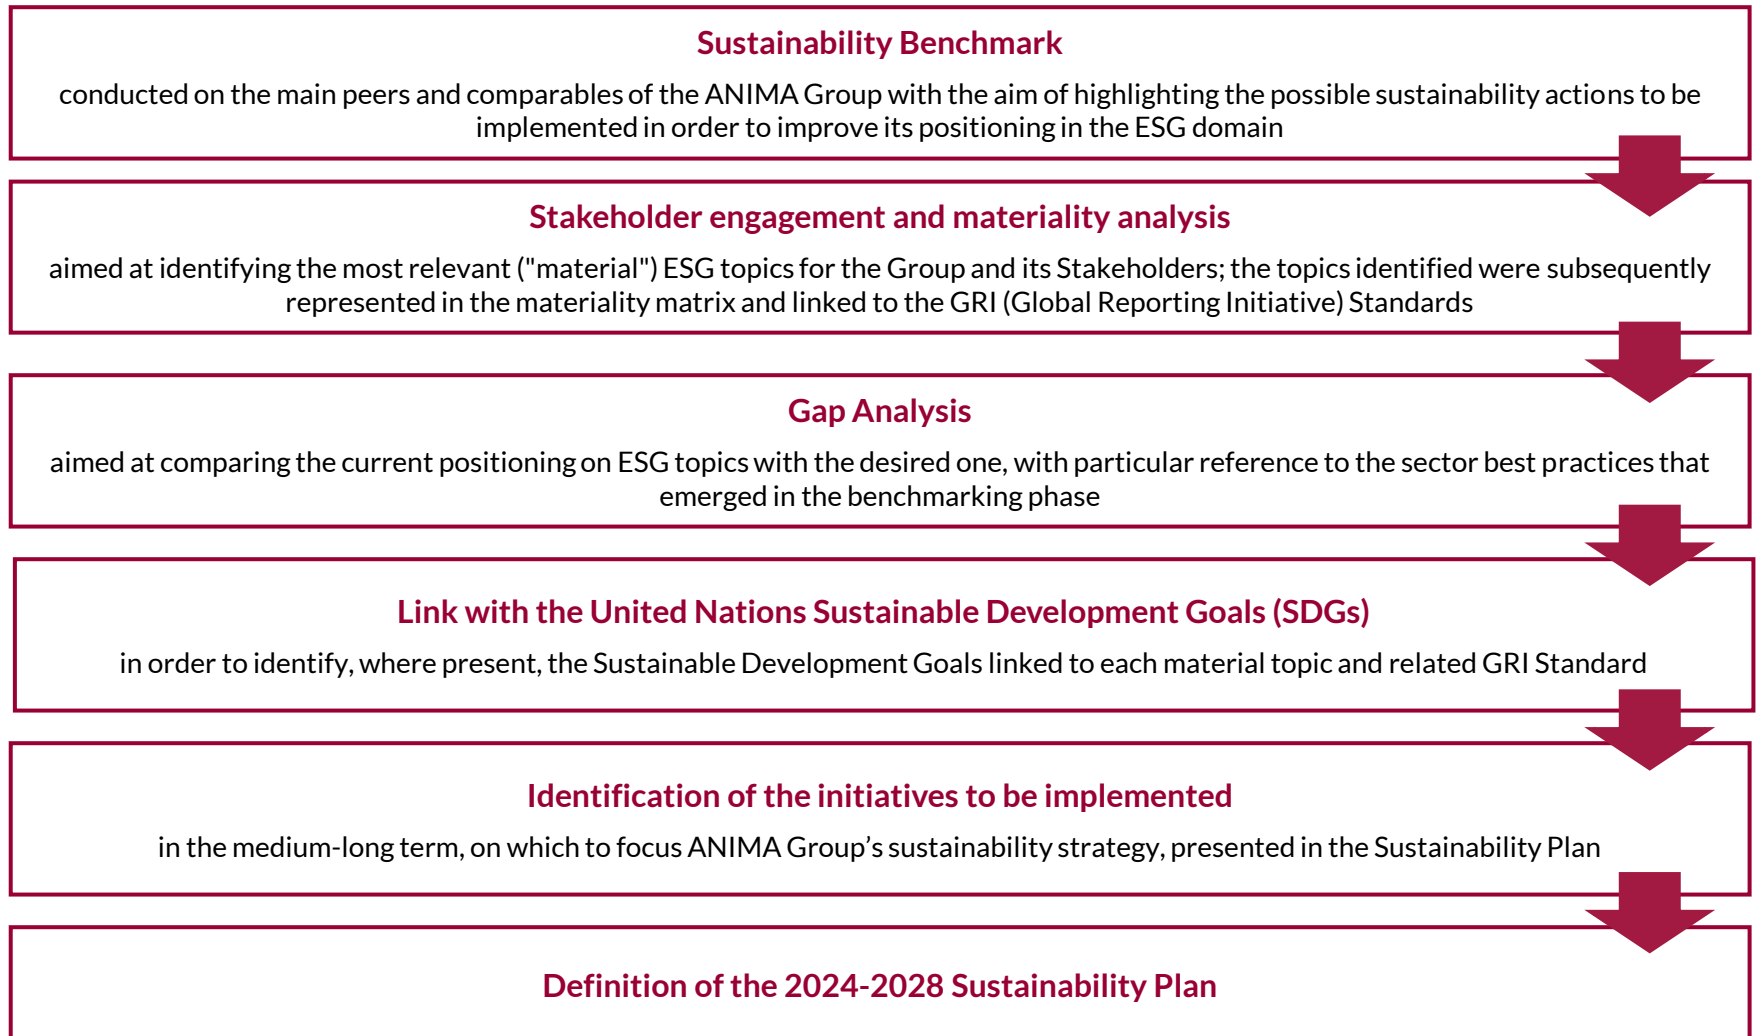 Sustainability Benchmark
conducted on the main peers and comparables of the ANIMA Group with the aim of highlighting the possible sustainability actions to be
implemented in order to improve its positioning in the ESG domain
Stakeholder engagement and materiality analysis
aimed at identifying the most relevant ("material") ESG topics for the Group and its Stakeholders; the topics identified were subsequently
represented in the materiality matrix and linked to the GRI (Global Reporting Initiative) Standards
Gap Analysis
aimed at comparing the current positioning on ESG topics with the desired one, with particular reference to the sector best practices that
emerged in the benchmarking phase
Link with the United Nations Sustainable Development Goals (SDGs)
in order to identify, where present, the Sustainable Development Goals linked to each material topic and related GRI Standard
Identification of the initiatives to be implemented
in the medium-long term, on which to focus ANIMA Group’s sustainability strategy, presented in the Sustainability Plan
Definition of the 2024-2028 Sustainability Plan